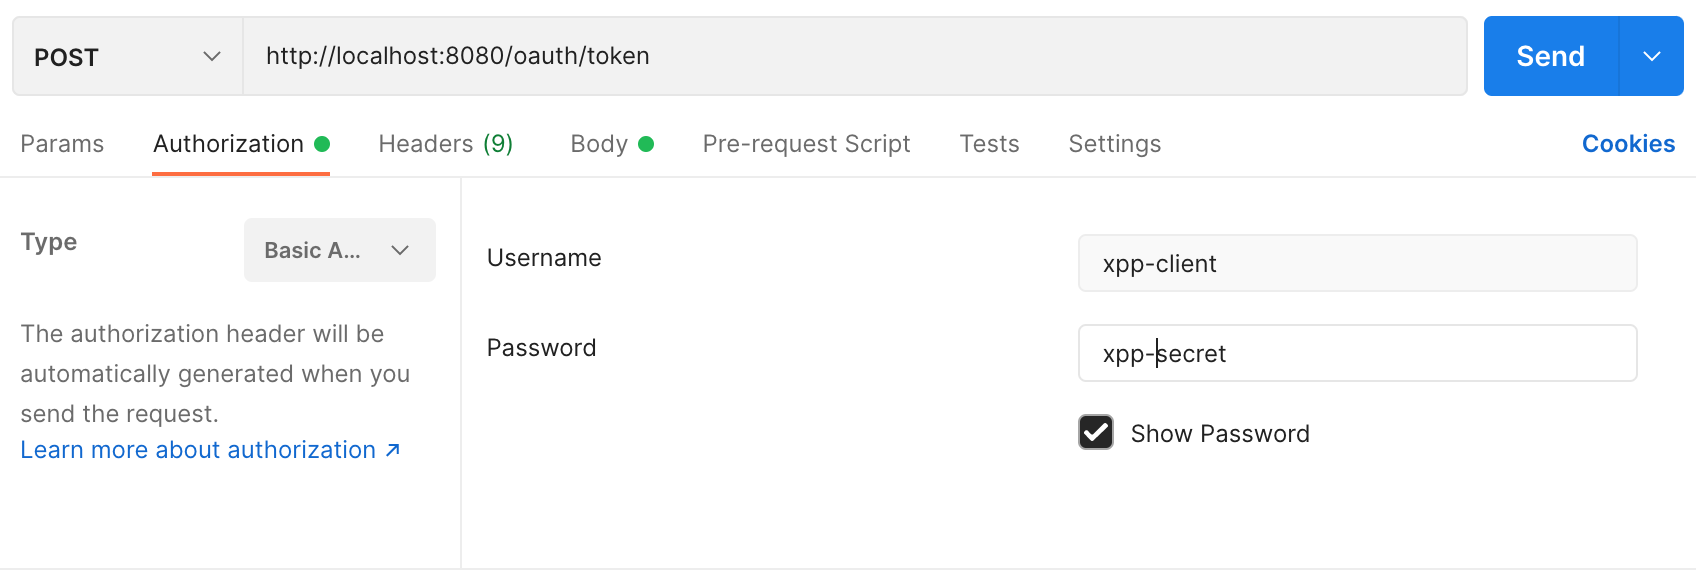 POST http://localhost:8080/oauth/token Send
Params Authorization Headers (9) Body Pre-request Script Tests Settings Cookies
Type Basic A...
The authorization header will be
automatically generated when you
send the request.
Learn more about authorization ↗
Username xpp-client
Password xpp-secret
Show Password